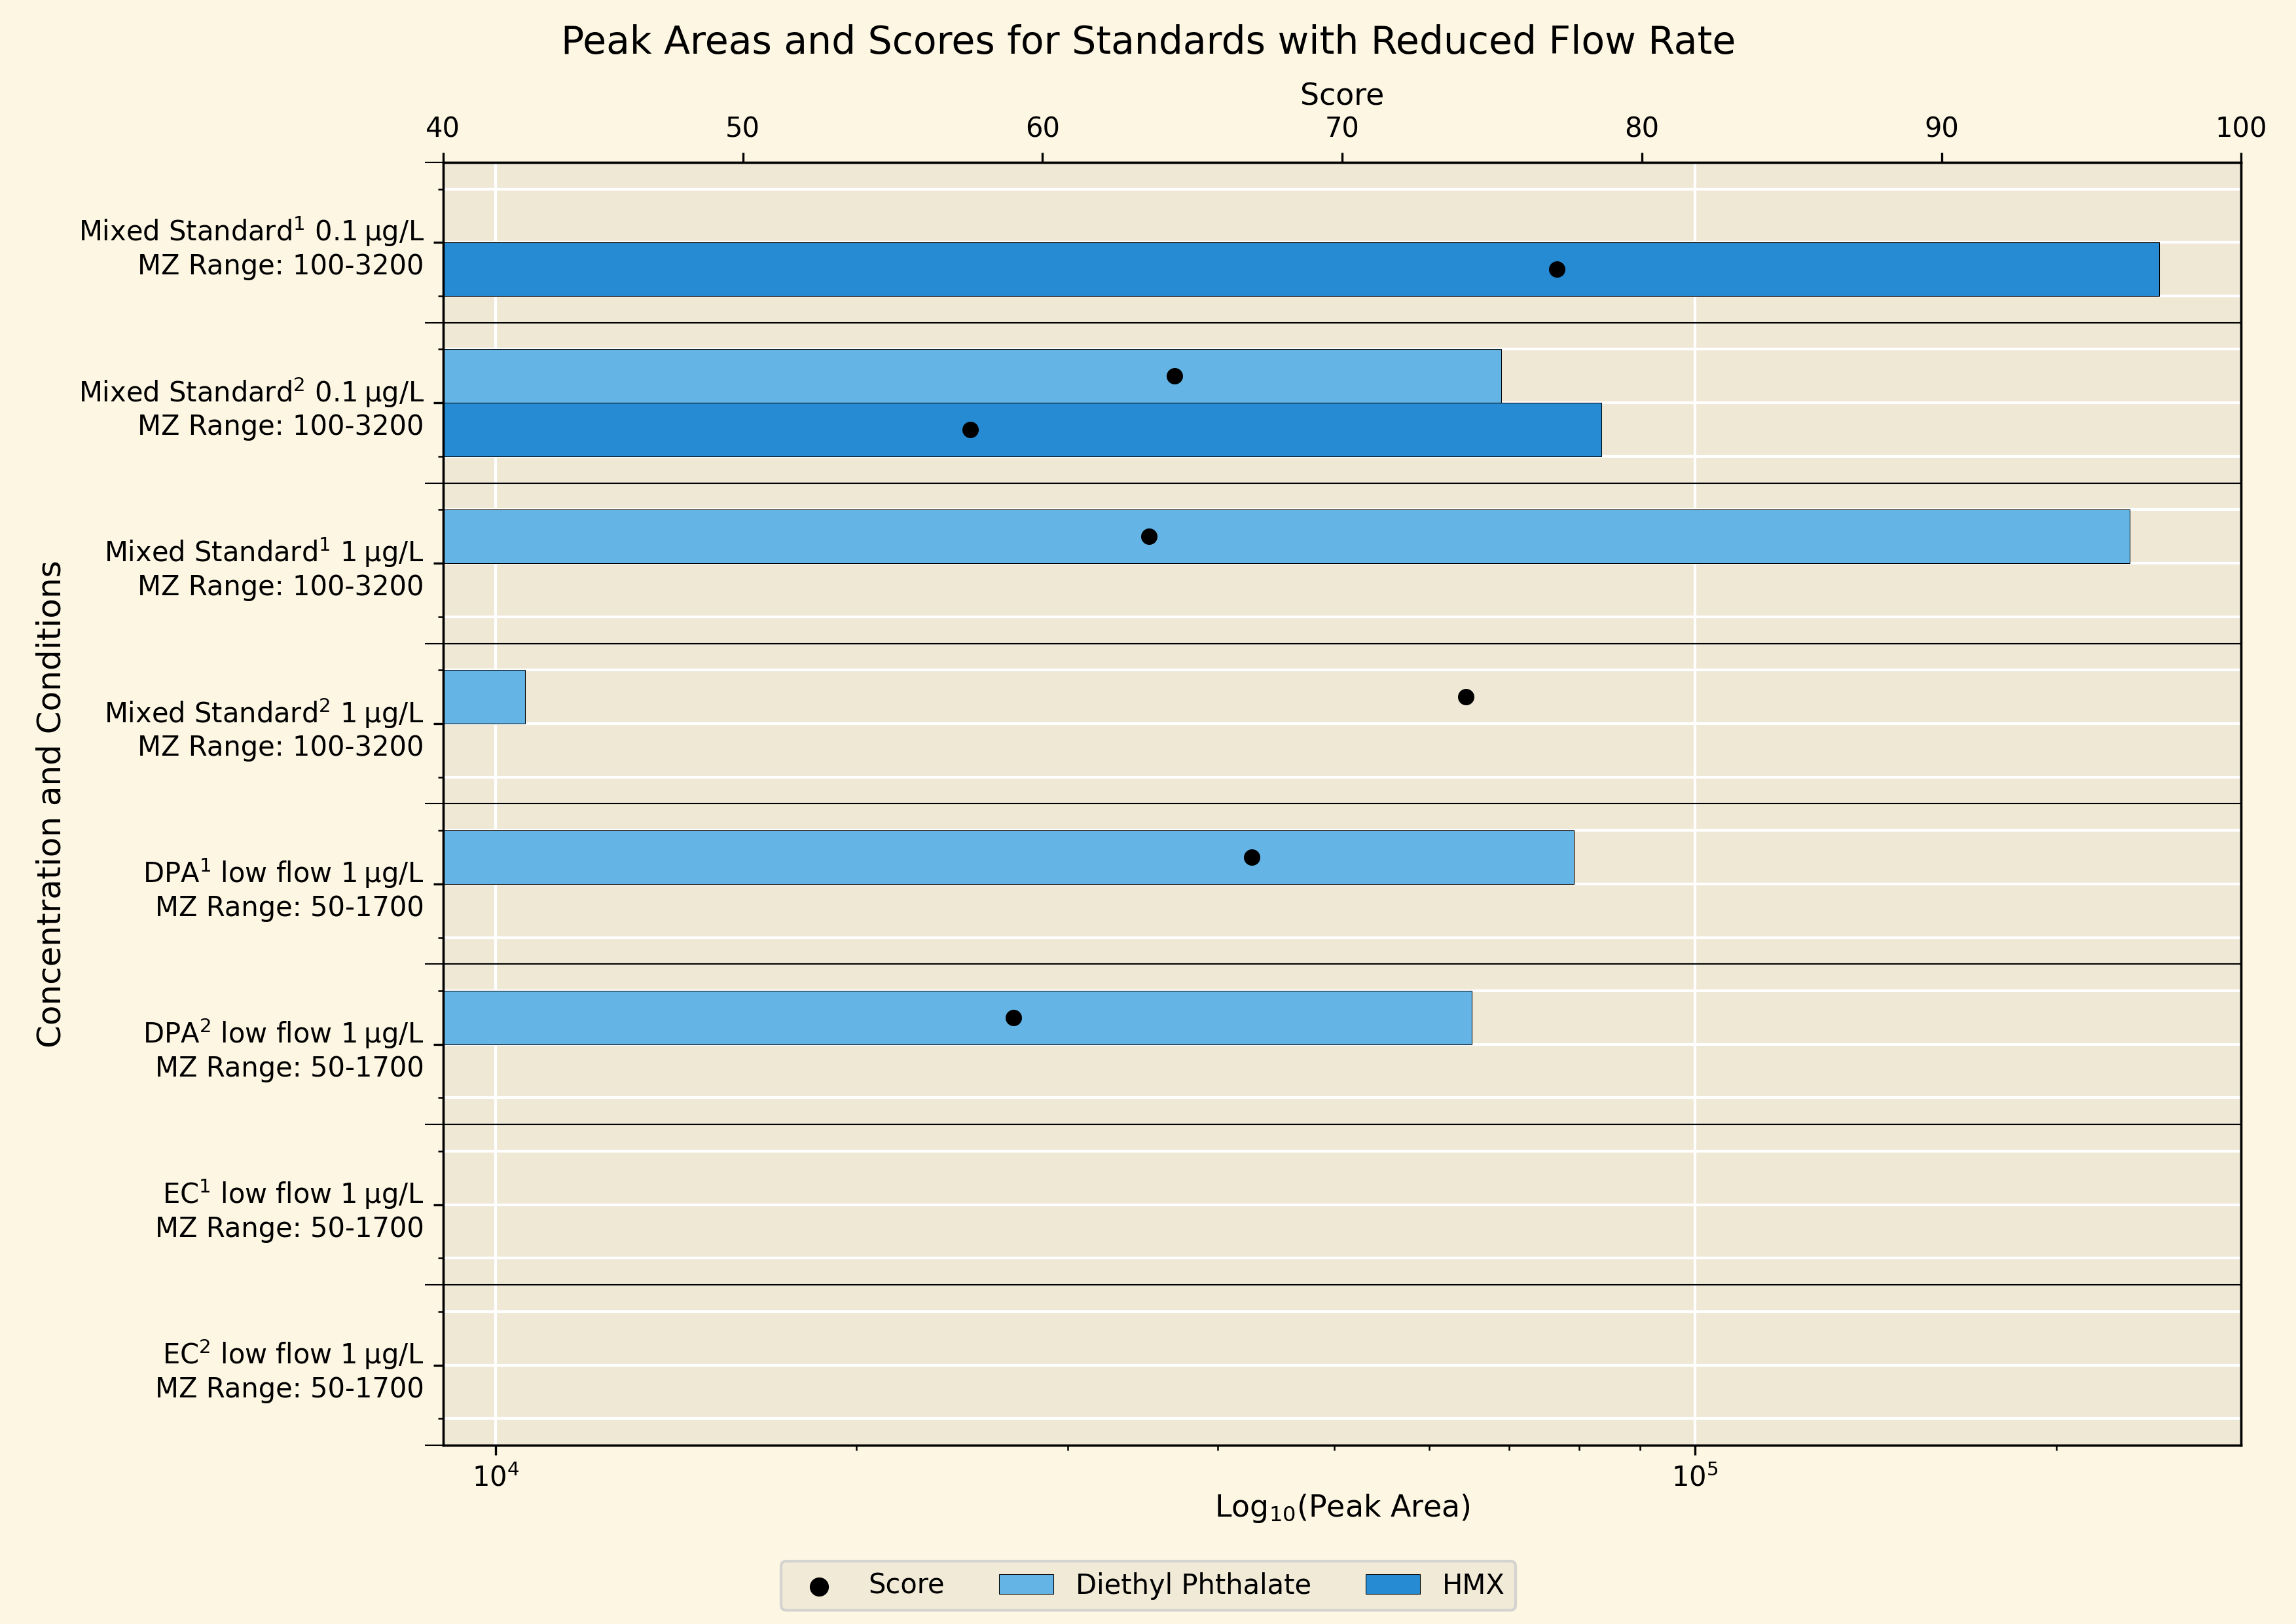 Peak Areas and Scores for Standards with Reduced Flow Rate
Score
40 50 60 70 80 90 100
Mixed Standard¹ 0.1 µg/L
MZ Range: 100-3200
Mixed Standard² 0.1 µg/L
MZ Range: 100-3200
Mixed Standard¹ 1 µg/L
MZ Range: 100-3200
Mixed Standard² 1 µg/L
MZ Range: 100-3200
DPA¹ low flow 1 µg/L
MZ Range: 50-1700
DPA² low flow 1 µg/L
MZ Range: 50-1700
EC¹ low flow 1 µg/L
MZ Range: 50-1700
EC² low flow 1 µg/L
MZ Range: 50-1700
Concentration and Conditions
10⁴ 10⁵
Log₁₀(Peak Area)
Score Diethyl Phthalate HMX